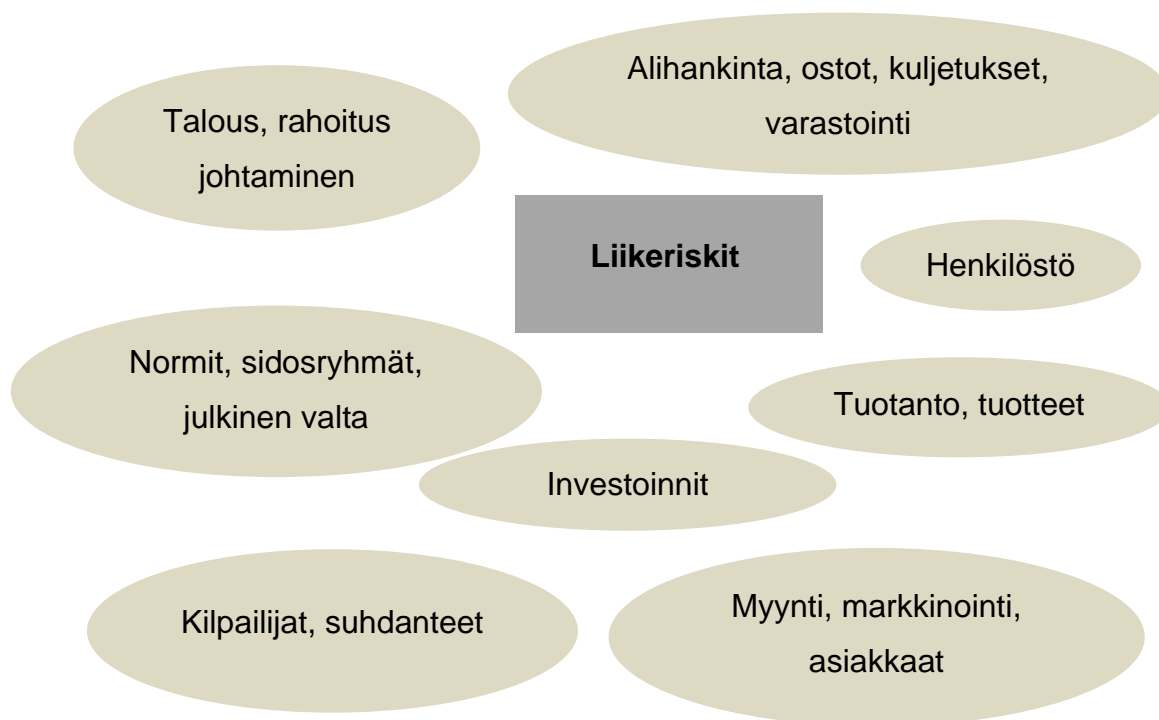 Alihankinta, ostot, kuljetukset,
varastointi
Talous, rahoitus
johtaminen
Liikeriskit
Henkilöstö
Normit, sidosryhmät,
julkinen valta
Tuotanto, tuotteet
Investoinnit
Kilpailijat, suhdanteet
Myynti, markkinointi,
asiakkaat